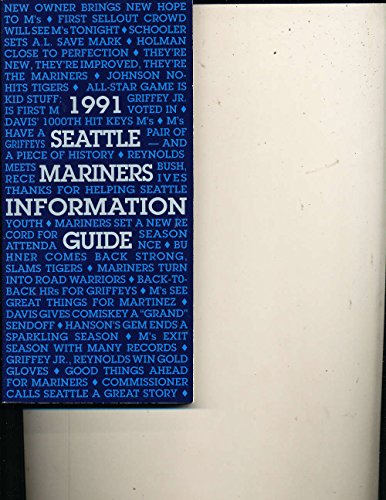 NEW OWNER BRINGS NEW HOPE
TO M's ♦ FIRST SELLOUT CROWD
WILL SEE M's TONIGHT ♦ SCHOOLER
SETS A.L. SAVE MARK ♦ HOLMAN
CLOSE TO PERFECTION ♦ THEY'RE
NEW, THEY'RE IMPROVED, THEY'RE
THE MARINERS ♦ JOHNSON NO-
HITS TIGERS ♦ ALL-STAR GAME IS
KID STUFF: 1991 GRIFFEY JR.
IS FIRST M VOTED IN ♦
DAVIS' 1000TH HIT KEYS M's ♦ M's
HAVE A SEATTLE PAIR OF
GRIFFEYS — AND
A PIECE OF HISTORY ♦ REYNOLDS
MEETS MARINERS BUSH,
RECE IVES
THANKS FOR HELPING SEATTLE
INFORMATION
YOUTH ♦ MARINERS SET A NEW RE
CORD FOR GUIDE SEASON
ATTENDA NCE ♦ BU
HNER COMES BACK STRONG,
SLAMS TIGERS ♦ MARINERS TURN
INTO ROAD WARRIORS ♦ BACK-TO-
BACK HRs FOR GRIFFEYS ♦ M's SEE
GREAT THINGS FOR MARTINEZ ♦
DAVIS GIVES COMISKEY A "GRAND"
SENDOFF ♦ HANSON'S GEM ENDS A
SPARKLING SEASON ♦ M's EXIT
SEASON WITH MANY RECORDS ♦
GRIFFEY JR., REYNOLDS WIN GOLD
GLOVES ♦ GOOD THINGS AHEAD
FOR MARINERS ♦ COMMISSIONER
CALLS SEATTLE A GREAT STORY ♦